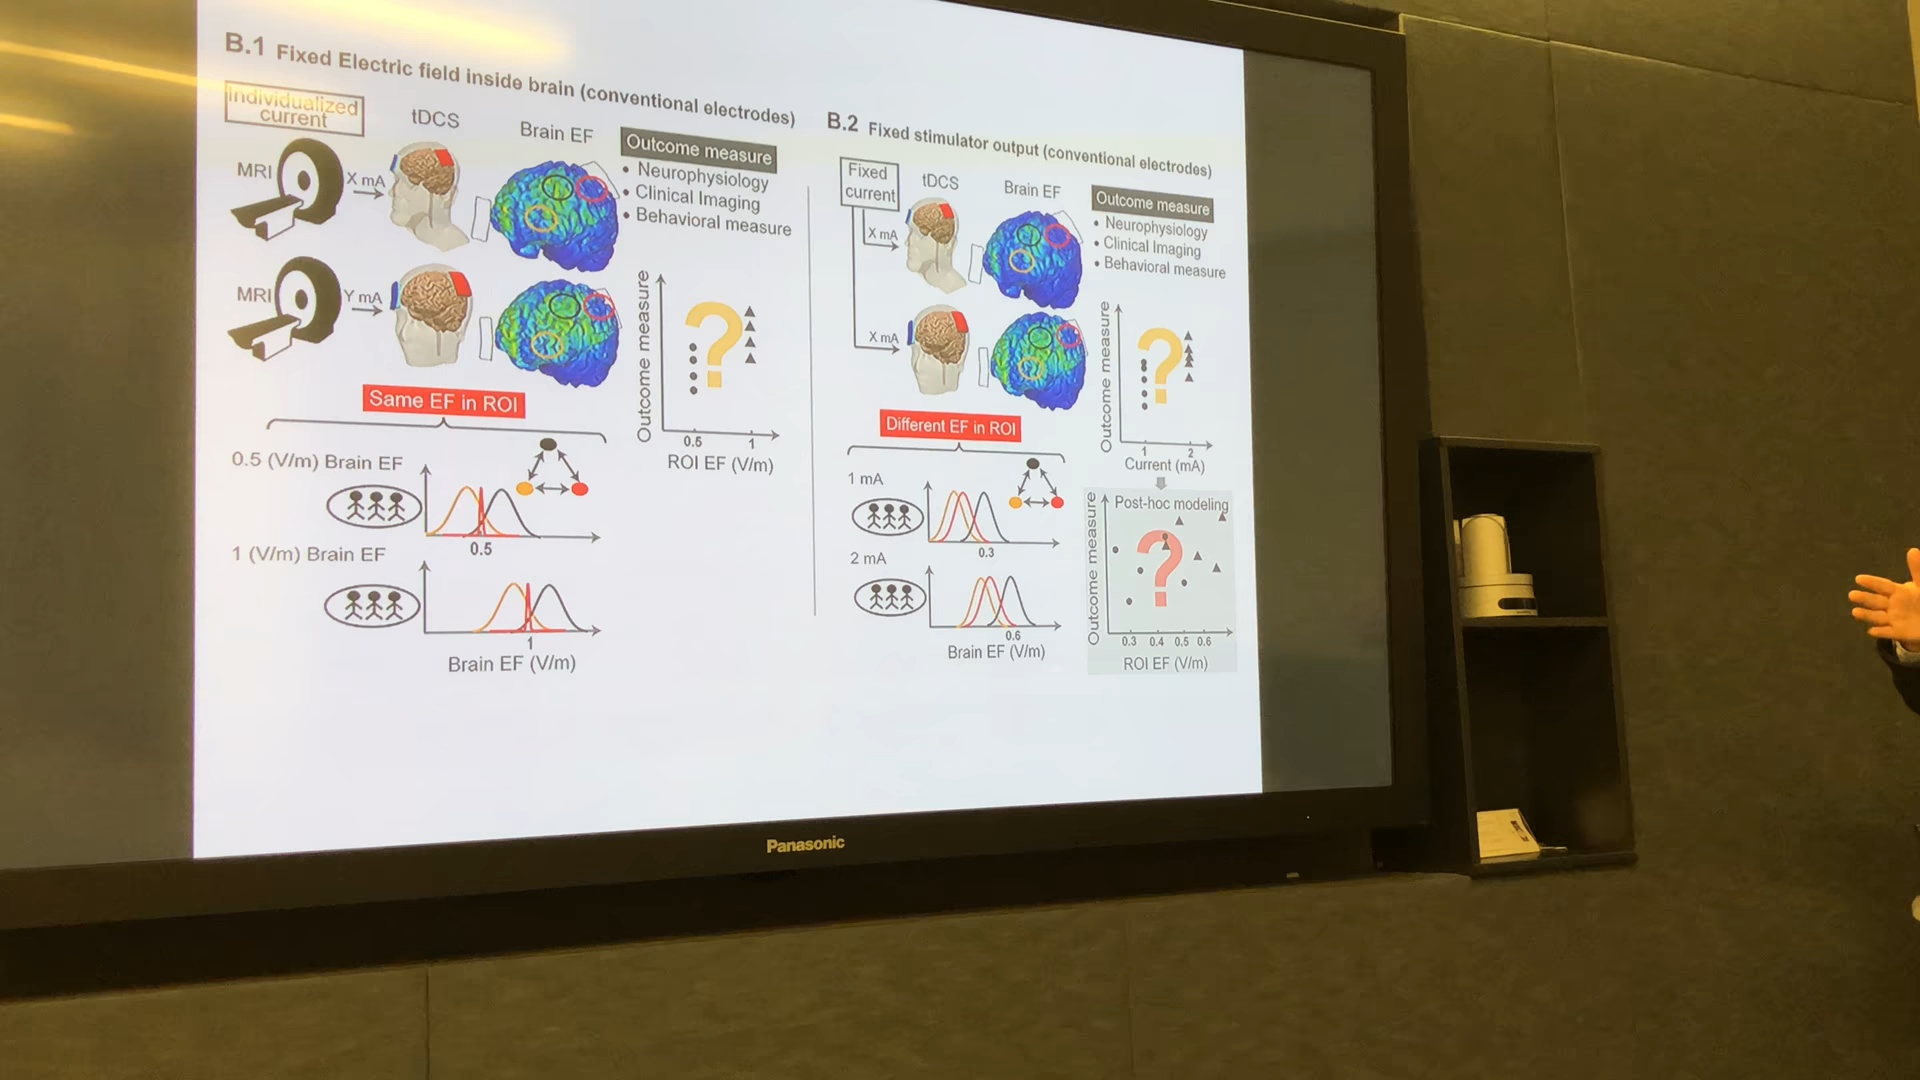 B.1 Fixed Electric field inside brain (conventional electrodes)
Individualized
current
tDCS
Brain EF
Outcome measure
• Neurophysiology
• Clinical Imaging
• Behavioral measure
MRI
X mA
MRI
Y mA
Same EF in ROI
Outcome measure
?
0.5 1
ROI EF (V/m)
0.5 (V/m) Brain EF
0.5
1 (V/m) Brain EF
1
Brain EF (V/m)
B.2 Fixed stimulator output (conventional electrodes)
Fixed
current
tDCS
Brain EF
Outcome measure
• Neurophysiology
• Clinical Imaging
• Behavioral measure
X mA
X mA
Different EF in ROI
Outcome measure
?
1 2
Current (mA)
1 mA
0.3
2 mA
0.6
Brain EF (V/m)
Post-hoc modeling
Outcome measure
?
0.3 0.4 0.5 0.6
ROI EF (V/m)
Panasonic